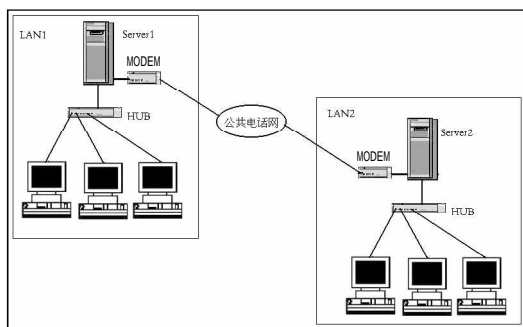 LAN1
Server1
MODEM
HUB
公共电话网
LAN2
Server2
MODEM
HUB